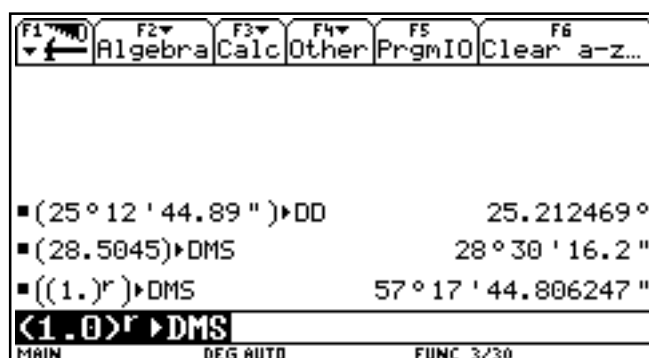 F1 F2 F3 F4 F5 F6
Algebra Calc Other PrgmIO Clear a-z…
▪(25°12'44.89")▸DD 25.212469°
▪(28.5045)▸DMS 28°30'16.2"
▪((1.)ʳ)▸DMS 57°17'44.806247"
(1.0)ʳ▸DMS
MAIN DEG AUTO FUNC 3/30